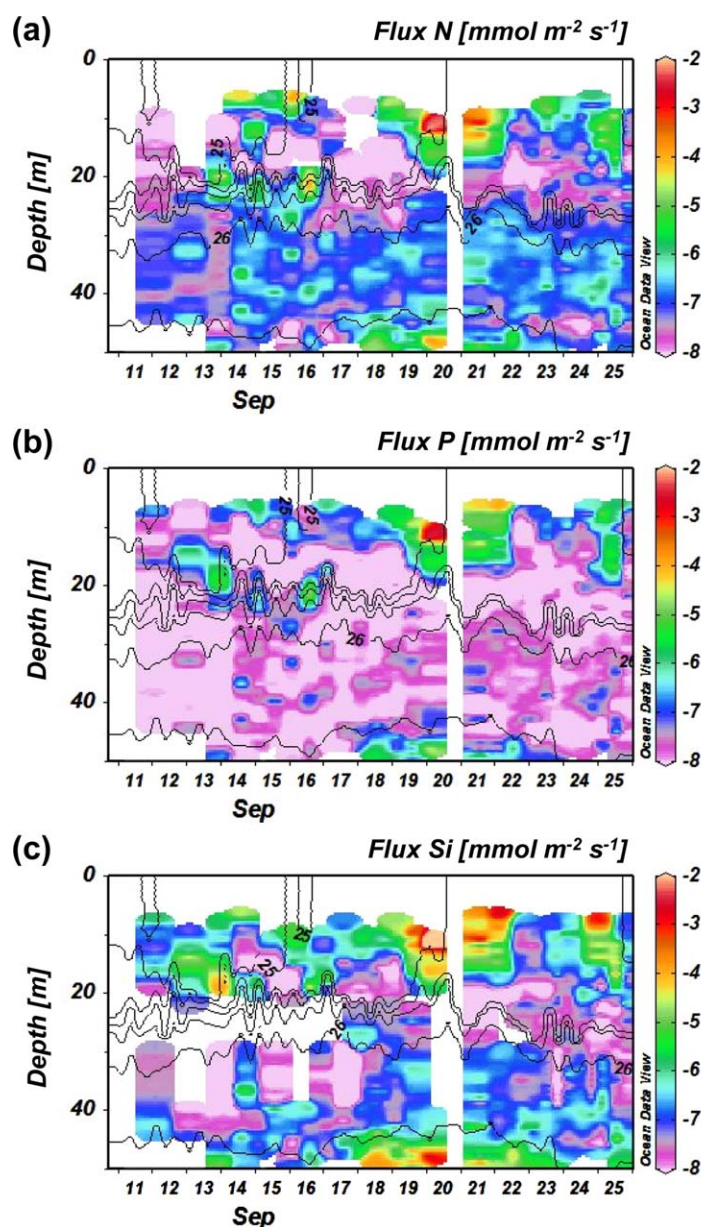 (a)
Flux N [mmol m⁻² s⁻¹]
Depth [m]
0
20
40
25
25
26
26
11 12 13 14 15 16 17 18 19 20 21 22 23 24 25
Sep
-2
-3
-4
-5
-6
-7
-8
Ocean Data View
(b)
Flux P [mmol m⁻² s⁻¹]
Depth [m]
0
20
40
25
25
26
26
11 12 13 14 15 16 17 18 19 20 21 22 23 24 25
Sep
-2
-3
-4
-5
-6
-7
-8
Ocean Data View
(c)
Flux Si [mmol m⁻² s⁻¹]
Depth [m]
0
20
40
25
25
26
26
11 12 13 14 15 16 17 18 19 20 21 22 23 24 25
Sep
-2
-3
-4
-5
-6
-7
-8
Ocean Data View